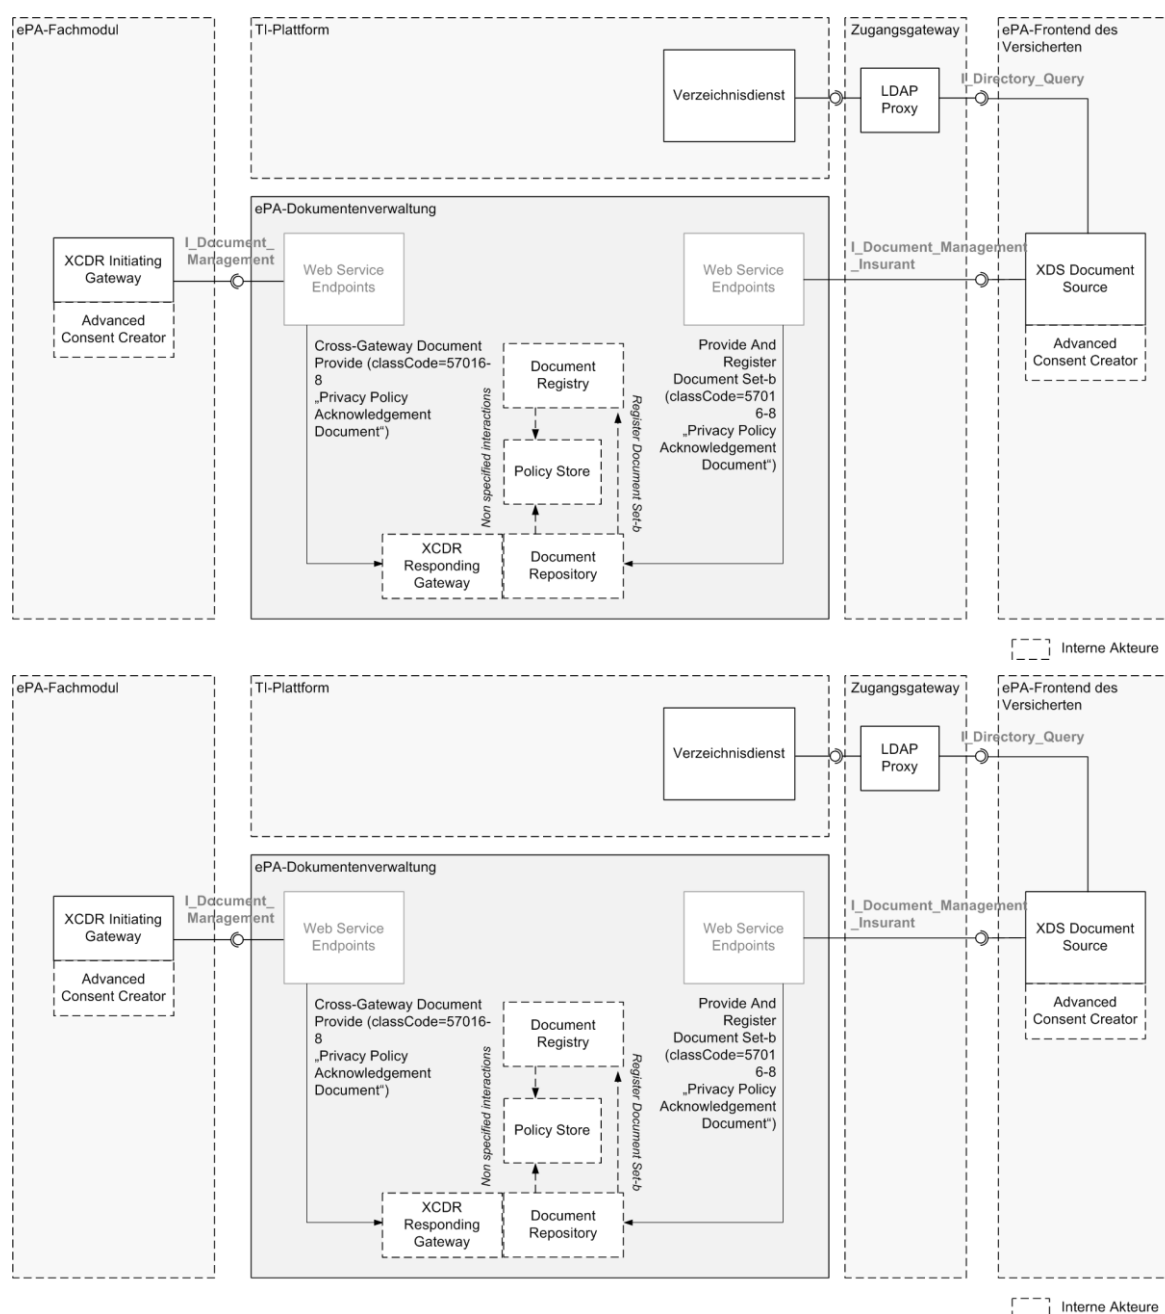 ePA-Fachmodul
TI-Plattform
Zugangsgateway
ePA-Frontend des
Versicherten
Verzeichnisdienst
LDAP
Proxy
I_Directory_Query
ePA-Dokumentenverwaltung
XCDR Initiating
Gateway
Advanced
Consent Creator
I_Document_
Management
Web Service
Endpoints
Web Service
Endpoints
I_Document_Management
_Insurant
XDS Document
Source
Advanced
Consent Creator
Cross-Gateway Document
Provide (classCode=57016-
8
„Privacy Policy
Acknowledgement
Document“)
Non specified interactions
Document
Registry
Policy Store
Register Document Set-b
Provide And
Register
Document Set-b
(classCode=5701
6-8
„Privacy Policy
Acknowledgement
Document“)
XCDR
Responding
Gateway
Document
Repository
Interne Akteure
ePA-Fachmodul
TI-Plattform
Zugangsgateway
ePA-Frontend des
Versicherten
Verzeichnisdienst
LDAP
Proxy
I_Directory_Query
ePA-Dokumentenverwaltung
XCDR Initiating
Gateway
Advanced
Consent Creator
I_Document_
Management
Web Service
Endpoints
Web Service
Endpoints
I_Document_Management
_Insurant
XDS Document
Source
Advanced
Consent Creator
Cross-Gateway Document
Provide (classCode=57016-
8
„Privacy Policy
Acknowledgement
Document“)
Non specified interactions
Document
Registry
Policy Store
Register Document Set-b
Provide And
Register
Document Set-b
(classCode=5701
6-8
„Privacy Policy
Acknowledgement
Document“)
XCDR
Responding
Gateway
Document
Repository
Interne Akteure